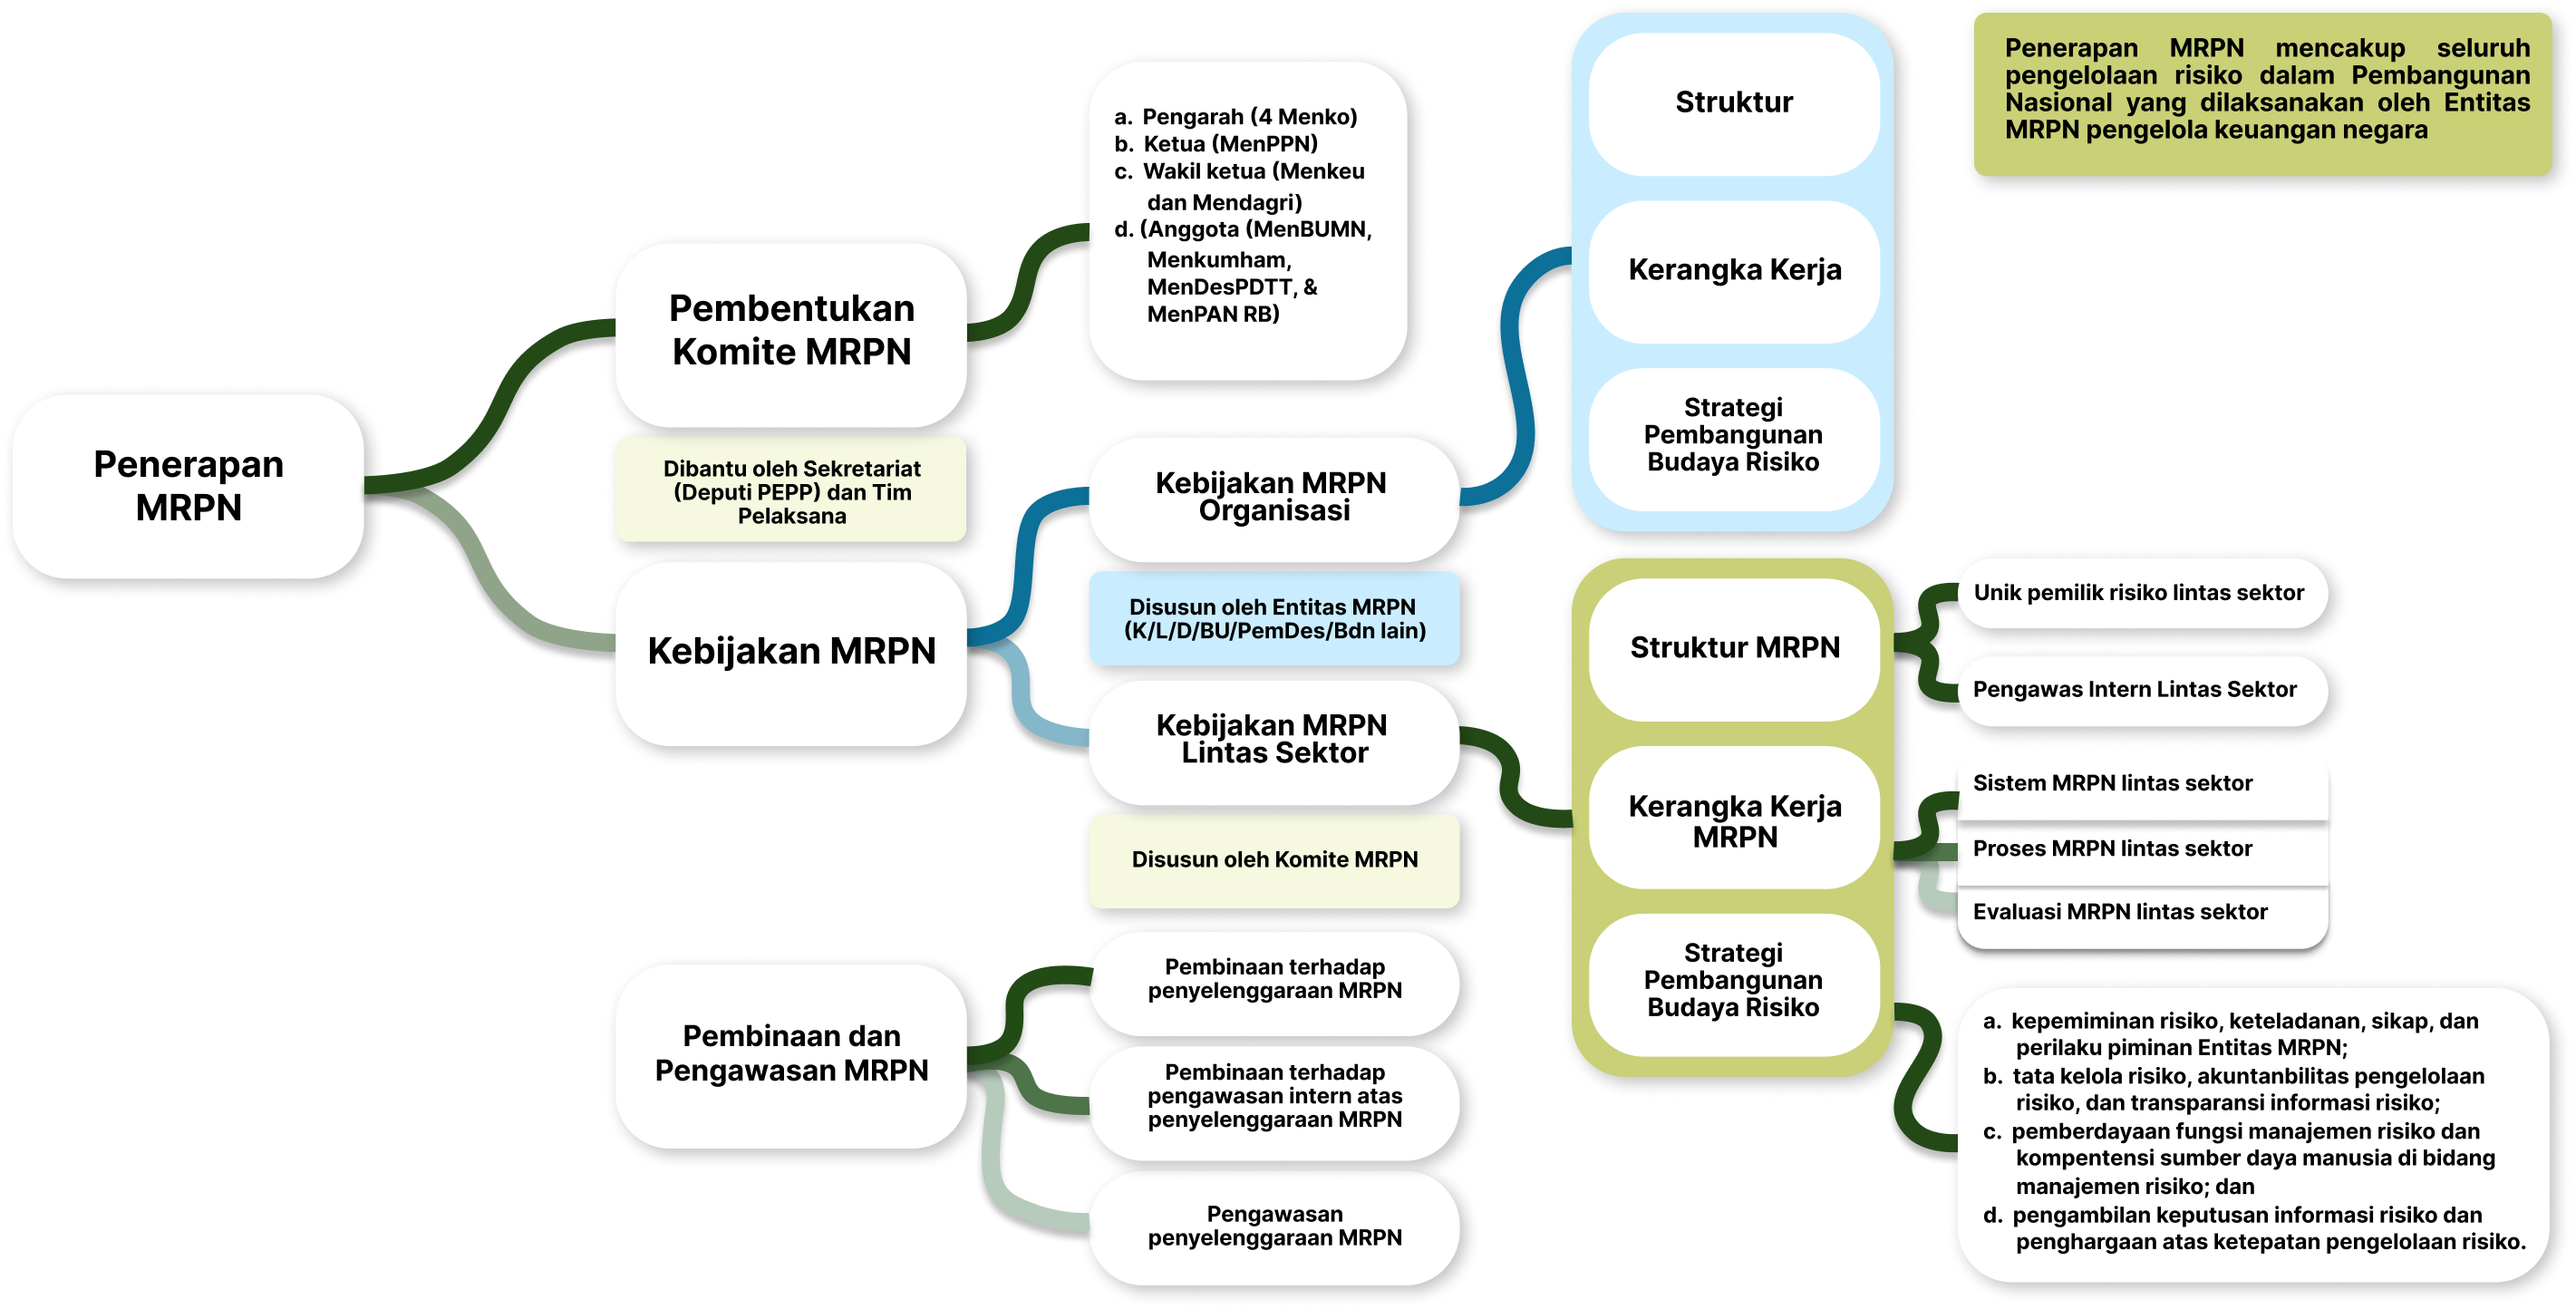 Penerapan
MRPN
Pembentukan
Komite MRPN
Dibantu oleh Sekretariat
(Deputi PEPP) dan Tim
Pelaksana
Kebijakan MRPN
a. Pengarah (4 Menko)
b. Ketua (MenPPN)
c. Wakil ketua (Menkeu
dan Mendagri)
d. (Anggota (MenBUMN,
Menkumham,
MenDesPDTT, &
MenPAN RB)
Kebijakan MRPN
Organisasi
Disusun oleh Entitas MRPN
(K/L/D/BU/PemDes/Bdn lain)
Kebijakan MRPN
Lintas Sektor
Disusun oleh Komite MRPN
Struktur
Kerangka Kerja
Strategi
Pembangunan
Budaya Risiko
Penerapan MRPN mencakup seluruh
pengelolaan risiko dalam Pembangunan
Nasional yang dilaksanakan oleh Entitas
MRPN pengelola keuangan negara
Struktur MRPN
Kerangka Kerja
MRPN
Strategi
Pembangunan
Budaya Risiko
Unik pemilik risiko lintas sektor
Pengawas Intern Lintas Sektor
Sistem MRPN lintas sektor
Proses MRPN lintas sektor
Evaluasi MRPN lintas sektor
a. kepemiminan risiko, keteladanan, sikap, dan
perilaku piminan Entitas MRPN;
b. tata kelola risiko, akuntanbilitas pengelolaan
risiko, dan transparansi informasi risiko;
c. pemberdayaan fungsi manajemen risiko dan
kompentensi sumber daya manusia di bidang
manajemen risiko; dan
d. pengambilan keputusan informasi risiko dan
penghargaan atas ketepatan pengelolaan risiko.
Pembinaan dan
Pengawasan MRPN
Pembinaan terhadap
penyelenggaraan MRPN
Pembinaan terhadap
pengawasan intern atas
penyelenggaraan MRPN
Pengawasan
penyelenggaraan MRPN